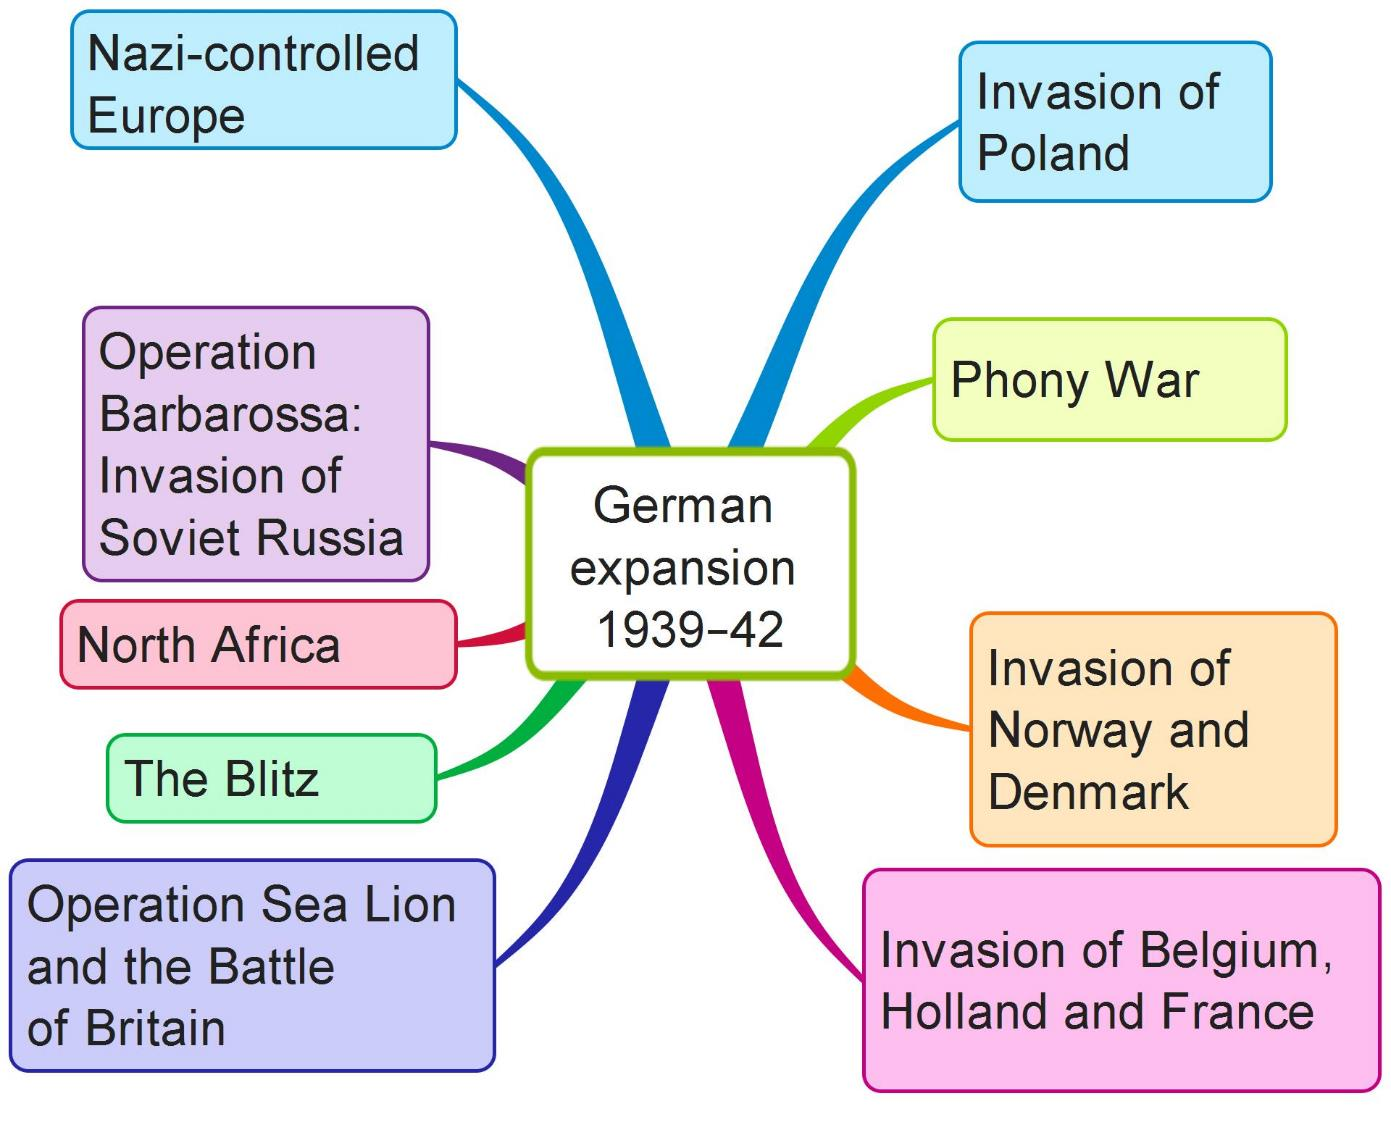 Nazi-controlled
Europe
Invasion of
Poland
Operation
Barbarossa:
Invasion of
Soviet Russia
Phony War
German
expansion
1939–42
North Africa
Invasion of
Norway and
Denmark
The Blitz
Operation Sea Lion
and the Battle
of Britain
Invasion of Belgium,
Holland and France